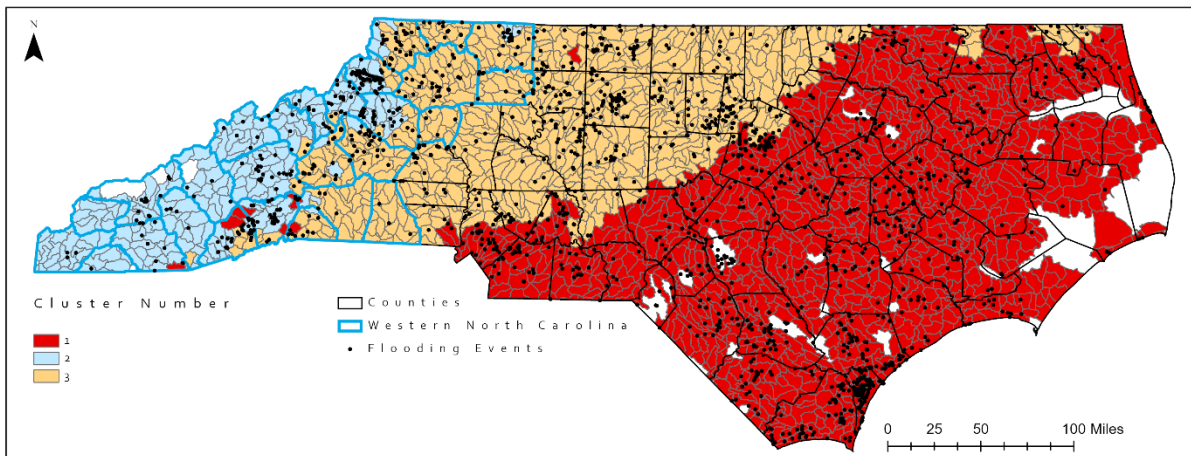 N
Cluster Number
1
2
3
Counties
Western North Carolina
Flooding Events
0 25 50 100 Miles